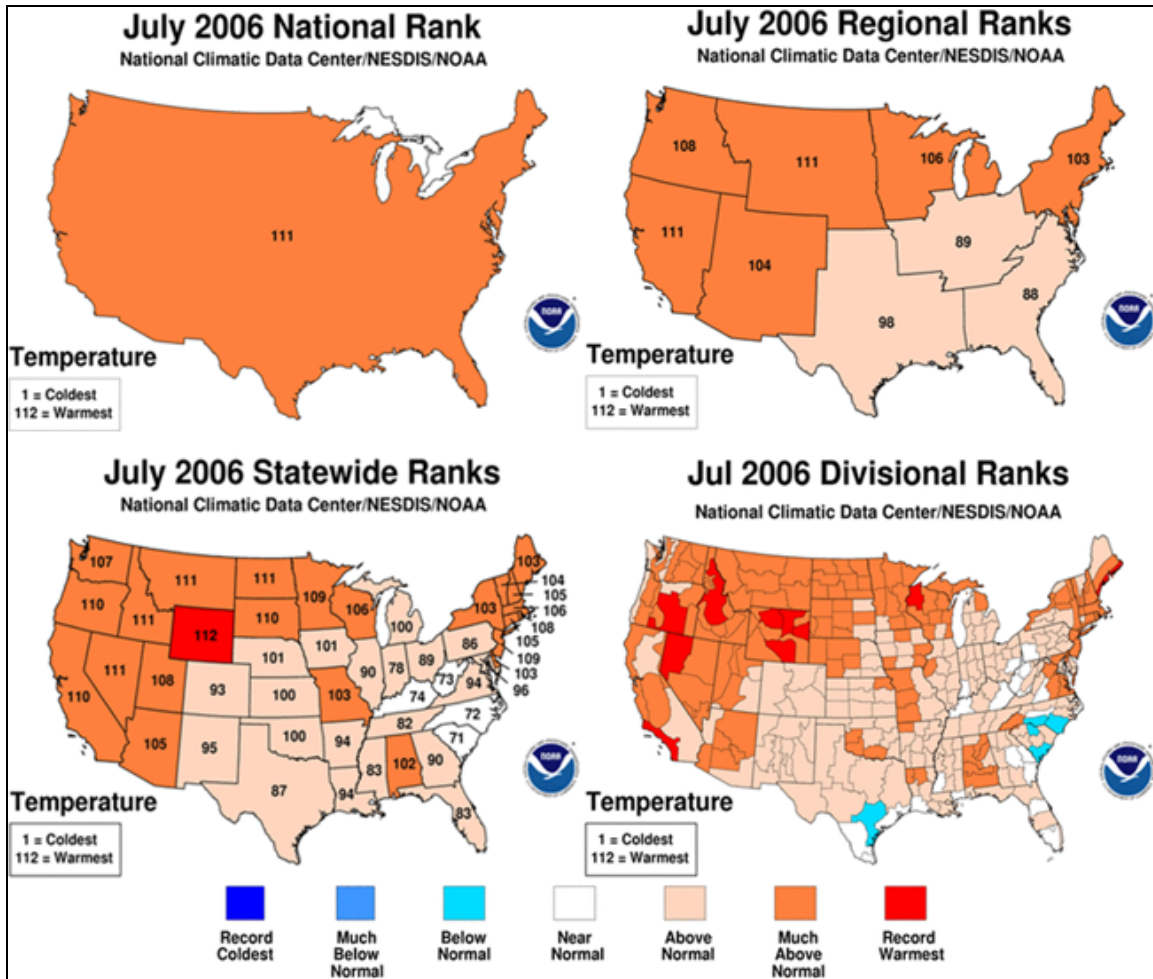 July 2006 National Rank
National Climatic Data Center/NESDIS/NOAA
111
NOAA
Temperature
1 = Coldest
112 = Warmest
July 2006 Regional Ranks
National Climatic Data Center/NESDIS/NOAA
108
111
106
103
111
104
89
88
98
NOAA
Temperature
1 = Coldest
112 = Warmest
July 2006 Statewide Ranks
National Climatic Data Center/NESDIS/NOAA
107
111
111
109
103
104
105
106
108
105
109
103
96
110
111
112
110
106
100
103
86
101
101
90
78
89
73
94
110
111
108
93
100
103
74
72
82
71
105
95
100
94
83
102
90
87
94
83
NOAA
Temperature
1 = Coldest
112 = Warmest
Jul 2006 Divisional Ranks
National Climatic Data Center/NESDIS/NOAA
NOAA
Temperature
1 = Coldest
112 = Warmest
Record
Coldest
Much
Below
Normal
Below
Normal
Near
Normal
Above
Normal
Much
Above
Normal
Record
Warmest